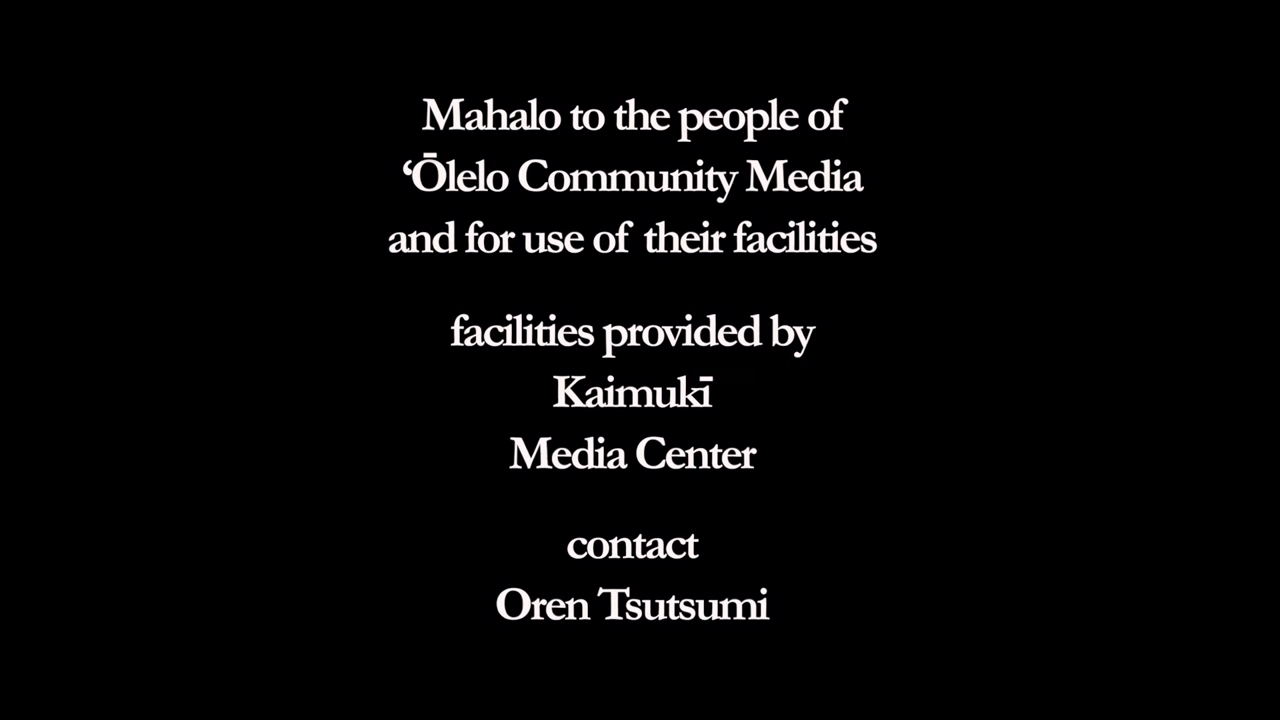 Mahalo to the people of
‘Ōlelo Community Media
and for use of their facilities
facilities provided by
Kaimukī
Media Center
contact
Oren Tsutsumi